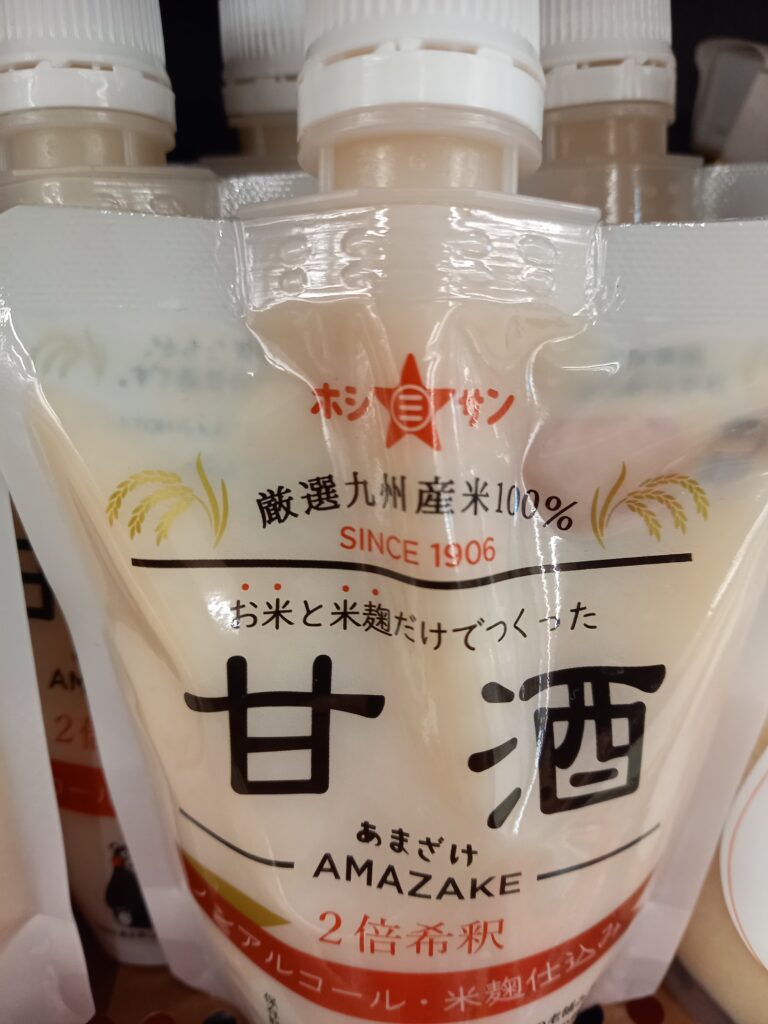 ホシサン
厳選九州産米100%
SINCE 1906
お米と米麹だけでつくった
甘酒
あまざけ
AMAZAKE
2倍希釈
ノンアルコール・米麹仕込み